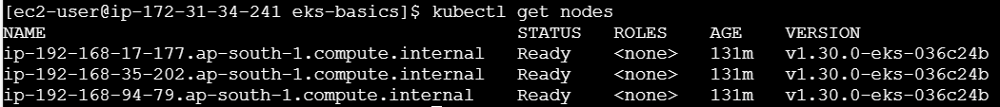 [ec2-user@ip-172-31-34-241 eks-basics]$ kubectl get nodes
NAME STATUS ROLES AGE VERSION
ip-192-168-17-177.ap-south-1.compute.internal Ready <none> 131m v1.30.0-eks-036c24b
ip-192-168-35-202.ap-south-1.compute.internal Ready <none> 131m v1.30.0-eks-036c24b
ip-192-168-94-79.ap-south-1.compute.internal Ready <none> 131m v1.30.0-eks-036c24b